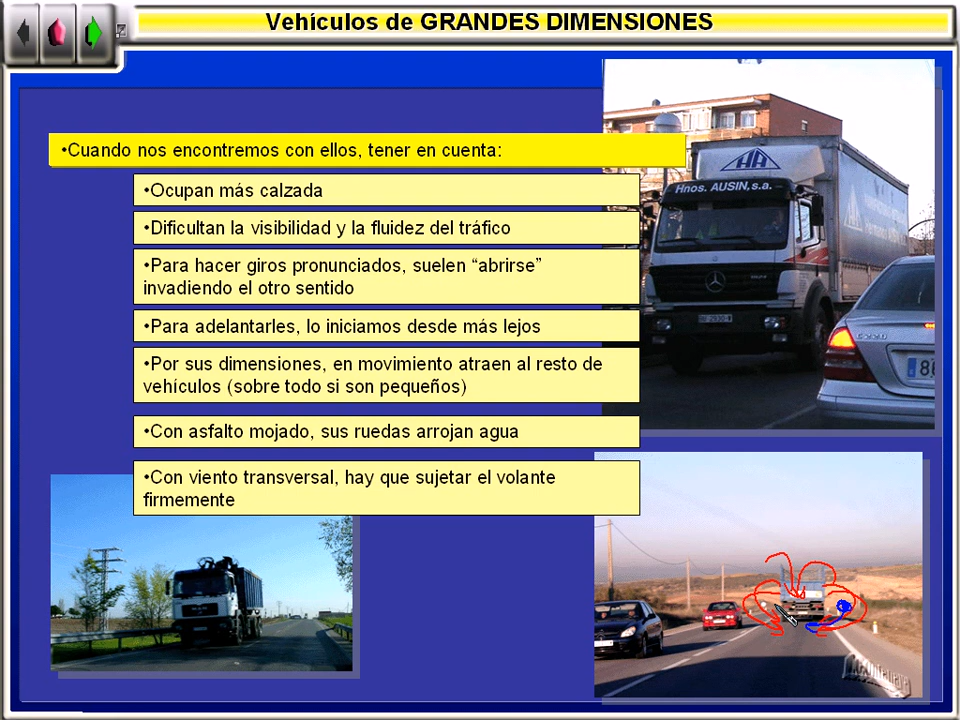 Vehículos de GRANDES DIMENSIONES
•Cuando nos encontremos con ellos, tener en cuenta:
•Ocupan más calzada
•Dificultan la visibilidad y la fluidez del tráfico
•Para hacer giros pronunciados, suelen “abrirse”
invadiendo el otro sentido
•Para adelantarles, lo iniciamos desde más lejos
•Por sus dimensiones, en movimiento atraen al resto de
vehículos (sobre todo si son pequeños)
•Con asfalto mojado, sus ruedas arrojan agua
•Con viento transversal, hay que sujetar el volante
firmemente
HA
Hnos. AUSIN, s.a.